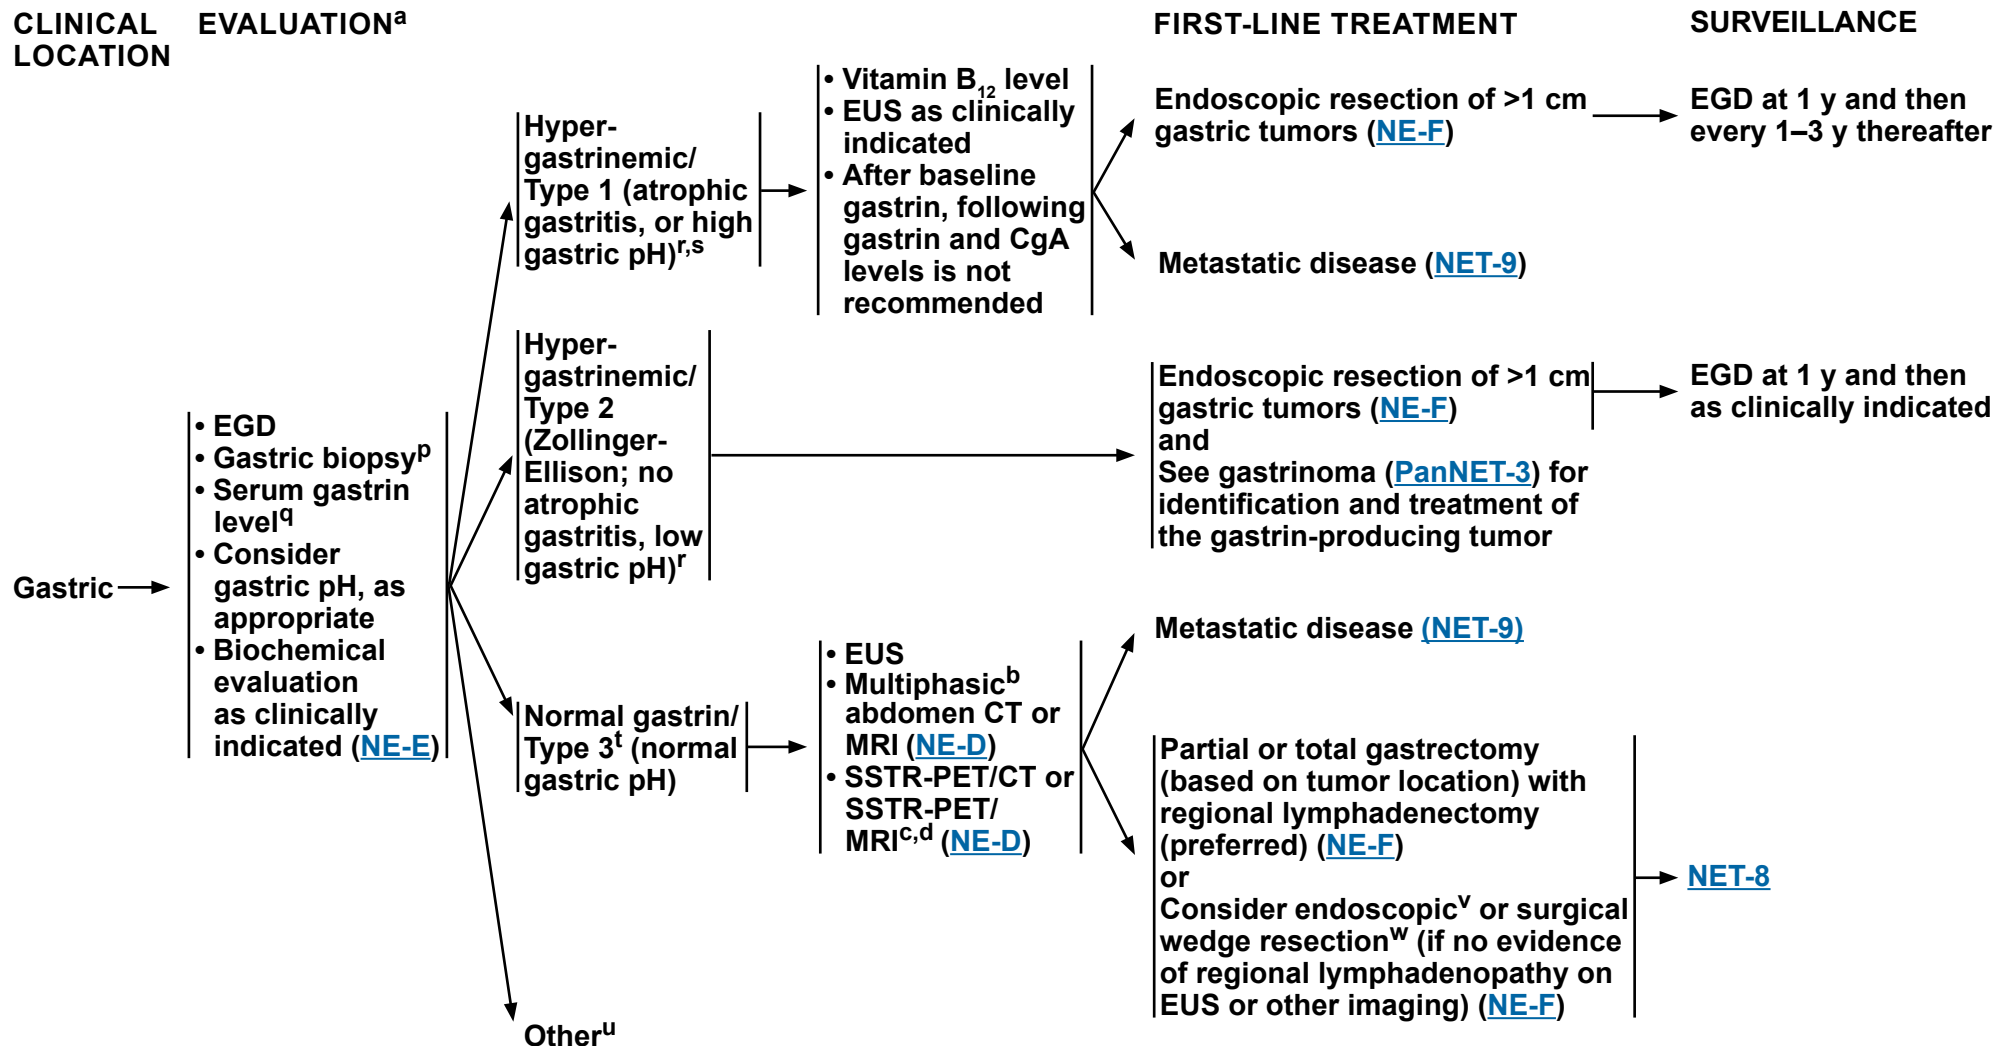 CLINICAL LOCATION
EVALUATIONa
FIRST-LINE TREATMENT
SURVEILLANCE
Gastric
• EGD
• Gastric biopsyp
• Serum gastrin
levelq
• Consider
gastric pH, as
appropriate
• Biochemical
evaluation
as clinically
indicated (NE-E)
Hyper-
gastrinemic/
Type 1 (atrophic
gastritis, or high
gastric pH)r,s
• Vitamin B12 level
• EUS as clinically
indicated
• After baseline
gastrin, following
gastrin and CgA
levels is not
recommended
Endoscopic resection of >1 cm
gastric tumors (NE-F)
EGD at 1 y and then
every 1–3 y thereafter
Metastatic disease (NET-9)
Hyper-
gastrinemic/
Type 2
(Zollinger-
Ellison; no
atrophic
gastritis, low
gastric pH)r
Endoscopic resection of >1 cm
gastric tumors (NE-F)
and
See gastrinoma (PanNET-3) for
identification and treatment of
the gastrin-producing tumor
EGD at 1 y and then
as clinically indicated
Normal gastrin/
Type 3t (normal
gastric pH)
• EUS
• Multiphasicb
abdomen CT or
MRI (NE-D)
• SSTR-PET/CT or
SSTR-PET/
MRIc,d (NE-D)
Metastatic disease (NET-9)
Partial or total gastrectomy
(based on tumor location) with
regional lymphadenectomy
(preferred) (NE-F)
or
Consider endoscopicv or surgical
wedge resectionw (if no evidence
of regional lymphadenopathy on
EUS or other imaging) (NE-F)
NET-8
Otheru